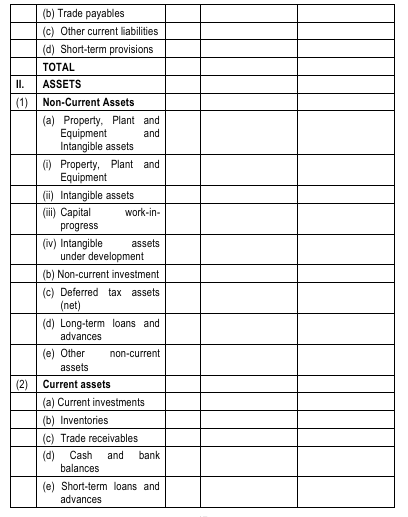 (b) Trade payables
(c) Other current liabilities
(d) Short-term provisions
TOTAL
II. ASSETS
(1) Non-Current Assets
(a) Property, Plant and
Equipment and
Intangible assets
(i) Property, Plant and
Equipment
(ii) Intangible assets
(iii) Capital work-in-
progress
(iv) Intangible assets
under development
(b) Non-current investment
(c) Deferred tax assets
(net)
(d) Long-term loans and
advances
(e) Other non-current
assets
(2) Current assets
(a) Current investments
(b) Inventories
(c) Trade receivables
(d) Cash and bank
balances
(e) Short-term loans and
advances